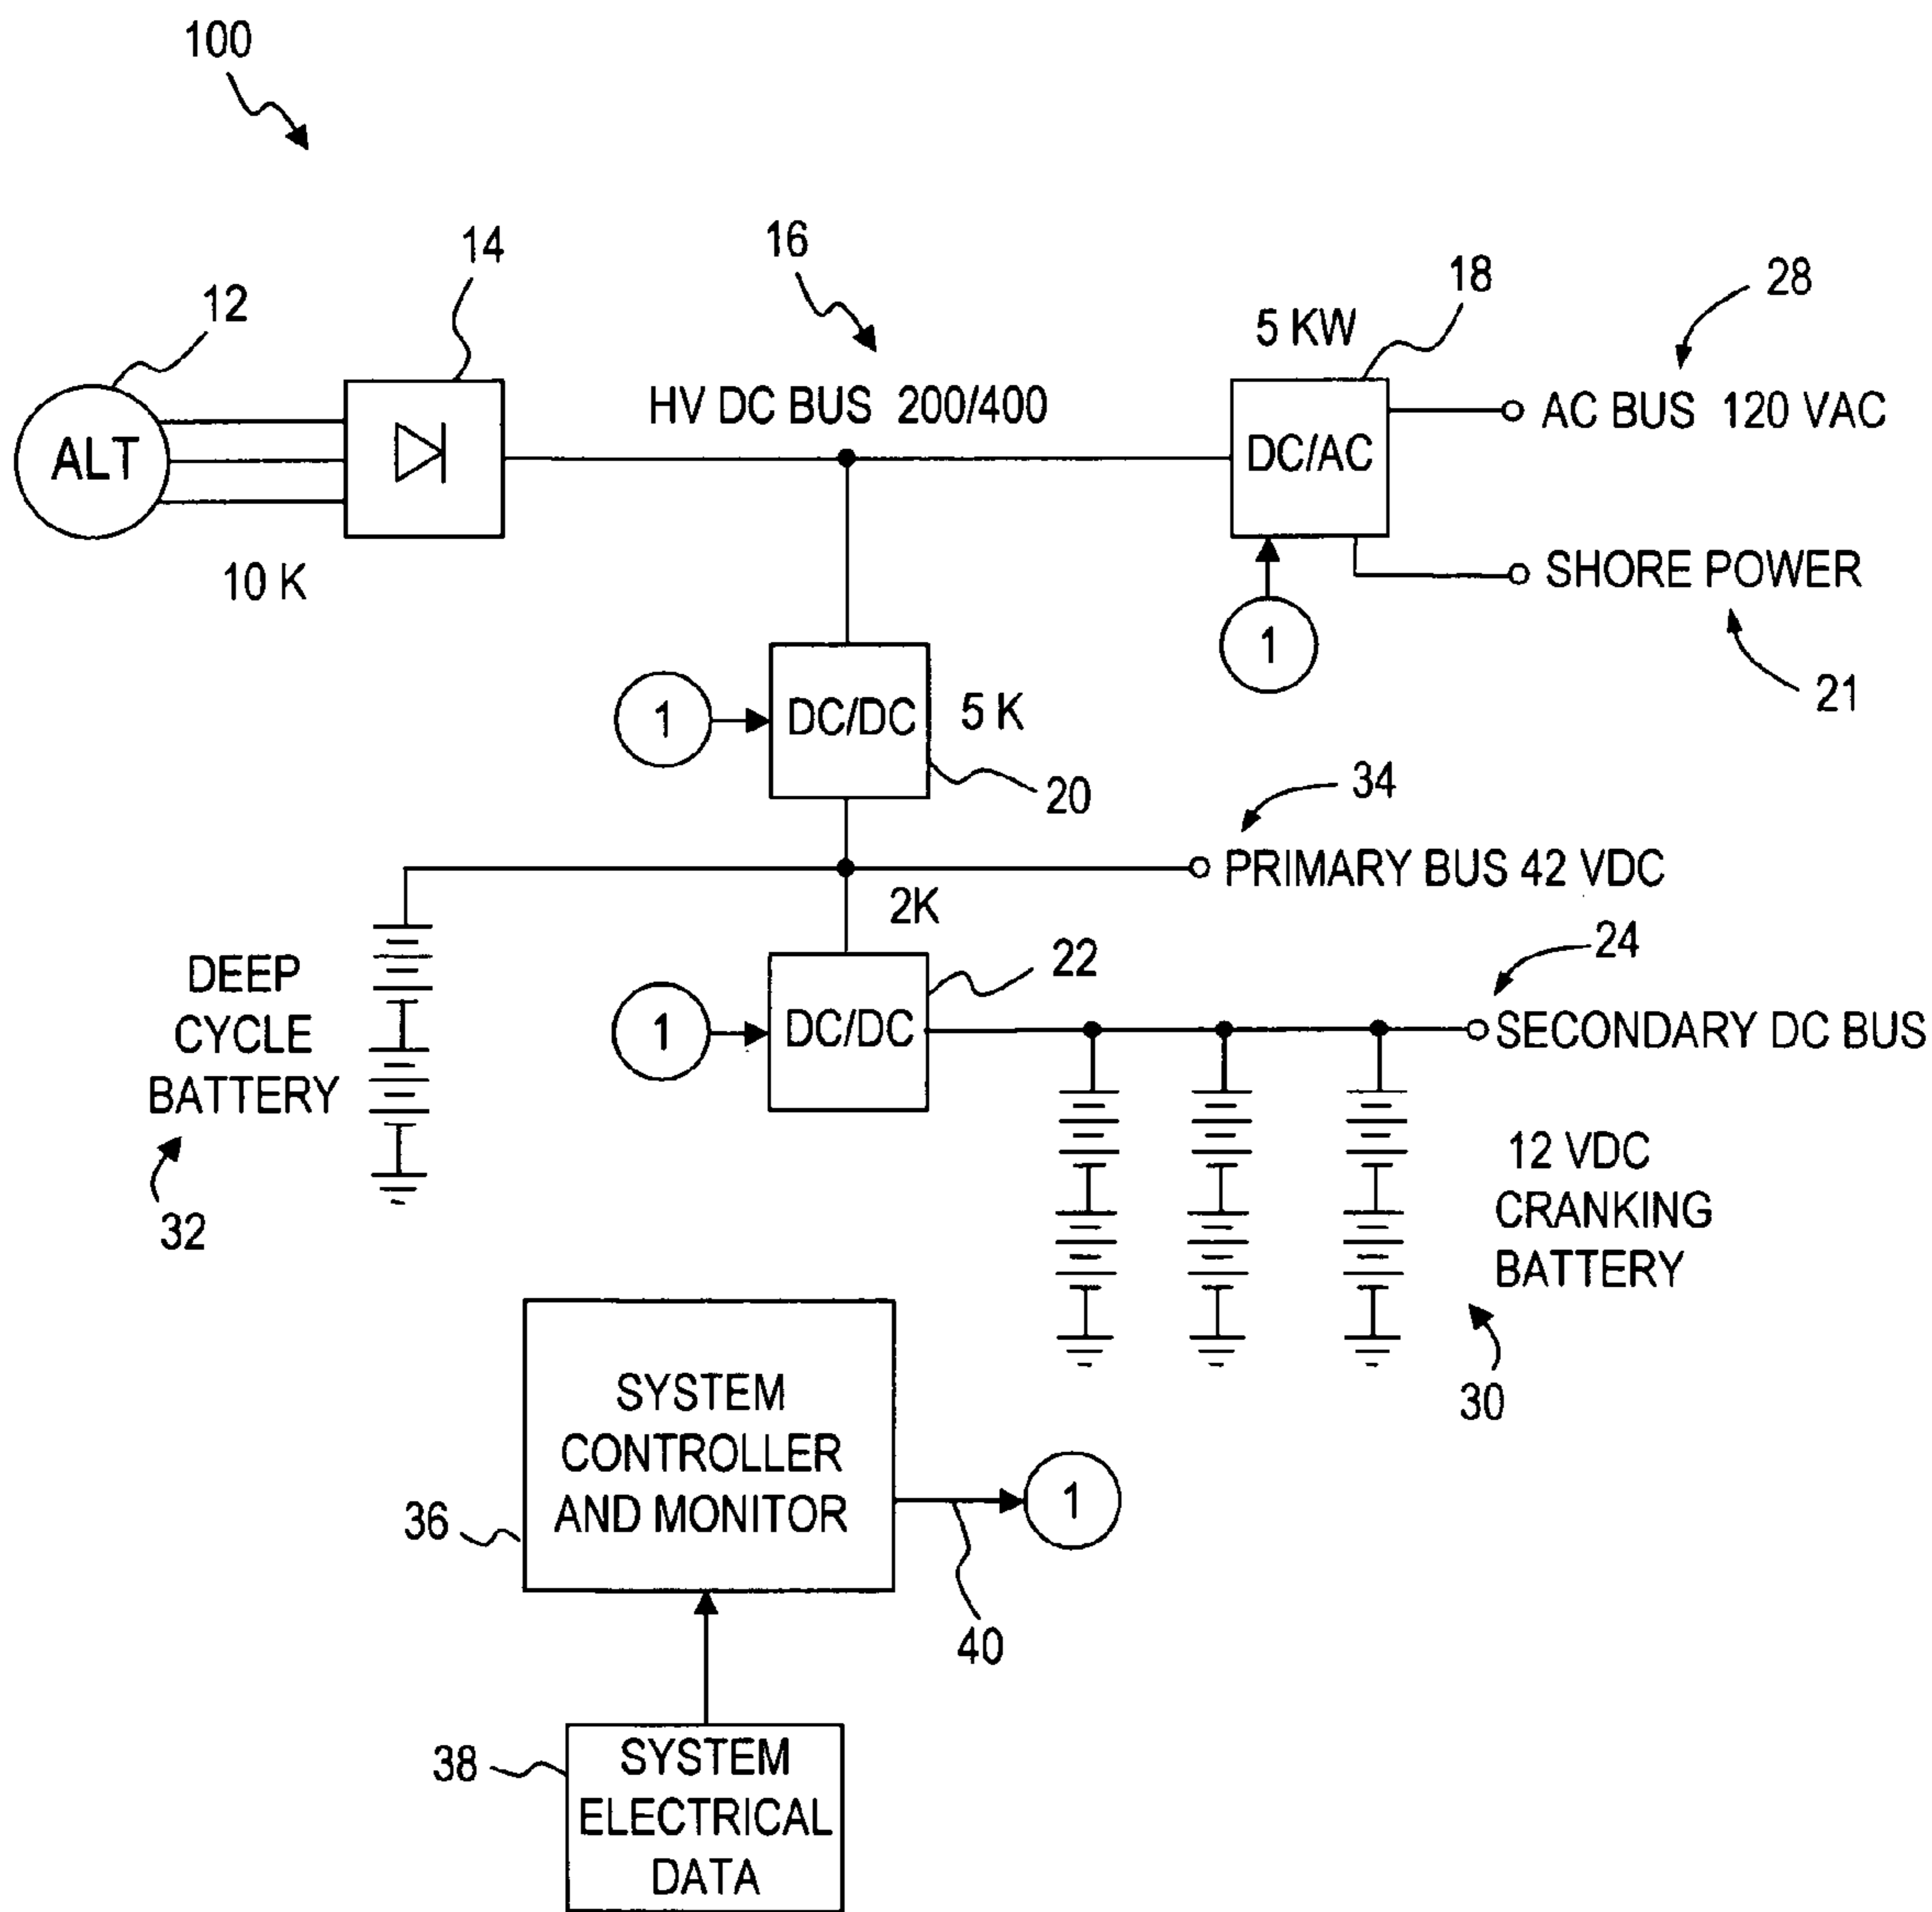 100
14
16
18
28
12
5 KW
HV DC BUS 200/400
AC BUS 120 VAC
ALT
DC/AC
10 K
SHORE POWER
1
21
1
DC/DC
5 K
20
34
PRIMARY BUS 42 VDC
2K
24
22
DEEP
CYCLE
BATTERY
1
DC/DC
SECONDARY DC BUS
32
12 VDC
CRANKING
BATTERY
30
SYSTEM
CONTROLLER
AND MONITOR
36
1
40
38
SYSTEM
ELECTRICAL
DATA